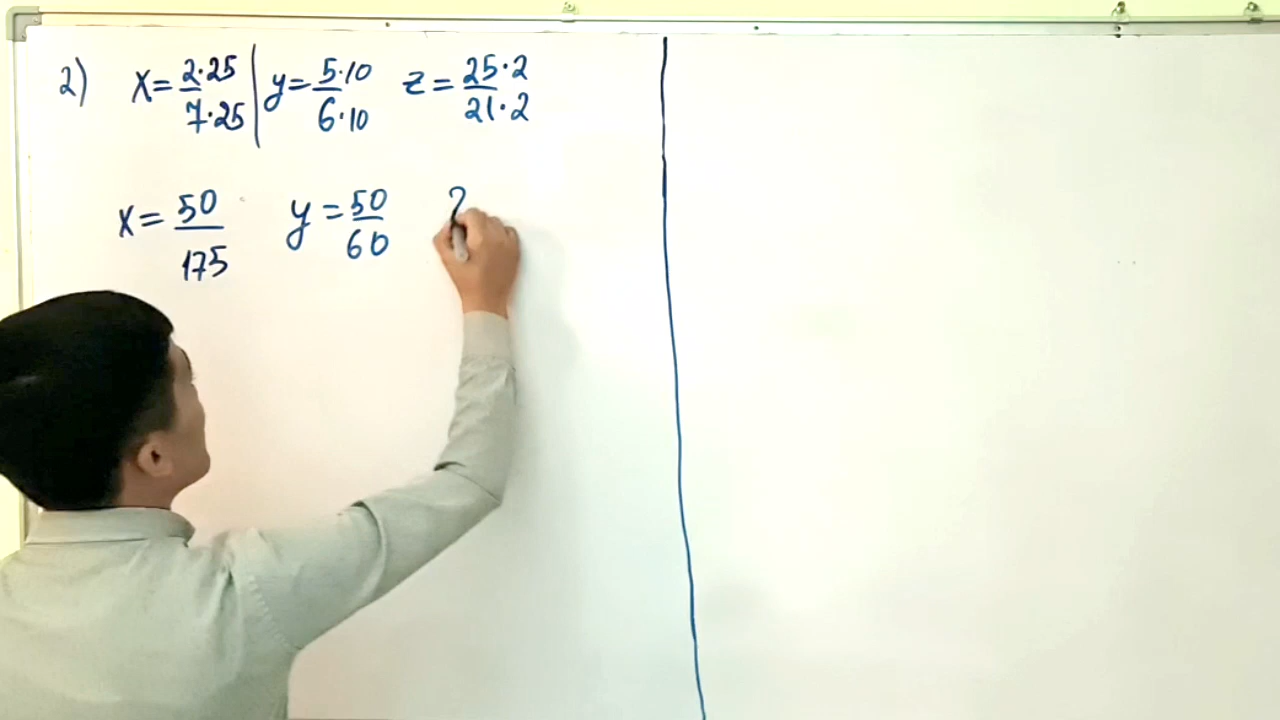 2) x = 2·25/7·25 | y = 5·10/6·10 z = 25·2/21·2
x = 50/175 y = 50/60